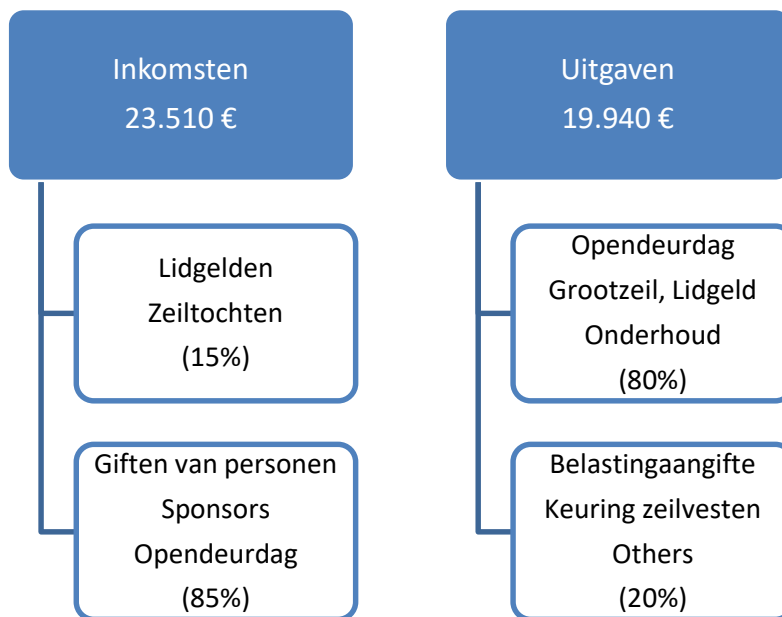 Inkomsten
23.510 €
Lidgelden
Zeiltochten
(15%)
Giften van personen
Sponsors
Opendeurdag
(85%)
Uitgaven
19.940 €
Opendeurdag
Grootzeil, Lidgeld
Onderhoud
(80%)
Belastingaangifte
Keuring zeilvesten
Others
(20%)